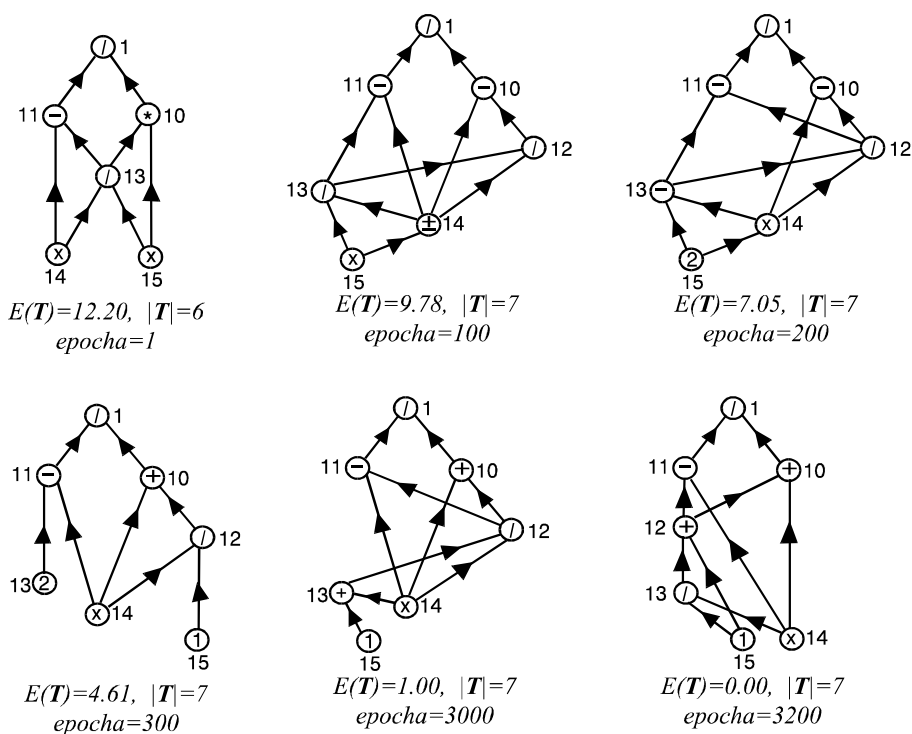 / 1
11 − * 10
/ 13
x x
14 15
E(T)=12.20, |T|=6
epocha=1
/ 1
11 − − 10
/ 12
13 /
± 14
x
15
E(T)=9.78, |T|=7
epocha=100
/ 1
11 − − 10
/ 12
13 −
x 14
2
15
E(T)=7.05, |T|=7
epocha=200
/ 1
11 − + 10
/ 12
13 2
x 14
1
15
E(T)=4.61, |T|=7
epocha=300
/ 1
11 − + 10
/ 12
13 +
x 14
1
15
E(T)=1.00, |T|=7
epocha=3000
/ 1
11 − + 10
12 +
13 /
1 x 14
15
E(T)=0.00, |T|=7
epocha=3200